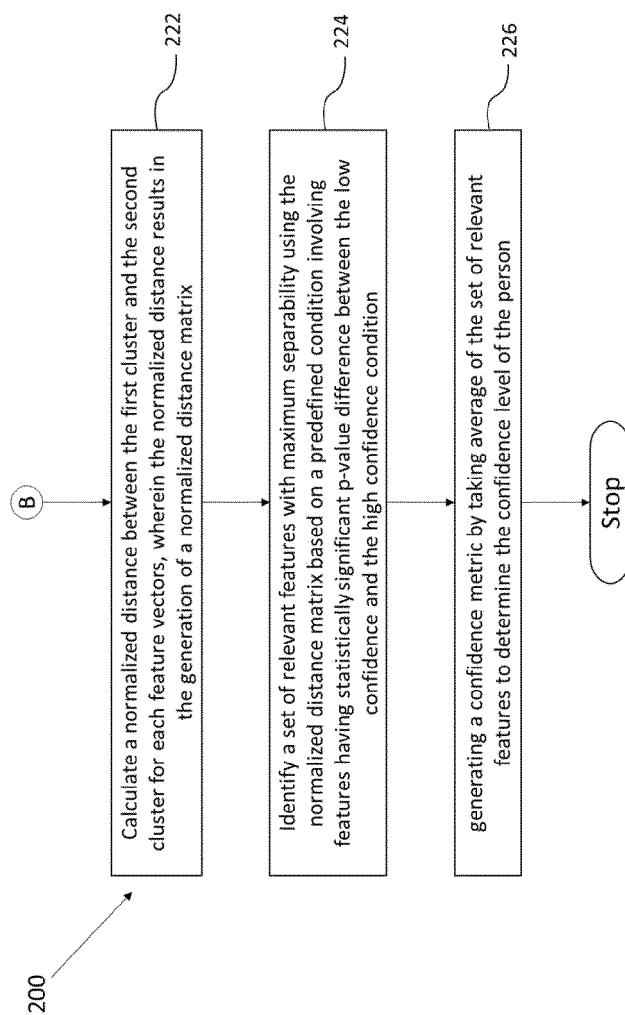 200
B
Calculate a normalized distance between the first cluster and the second
cluster for each feature vectors, wherein the normalized distance results in
the generation of a normalized distance matrix
222
Identify a set of relevant features with maximum separability using the
normalized distance matrix based on a predefined condition involving
features having statistically significant p-value difference between the low
confidence and the high confidence condition
224
generating a confidence metric by taking average of the set of relevant
features to determine the confidence level of the person
226
Stop